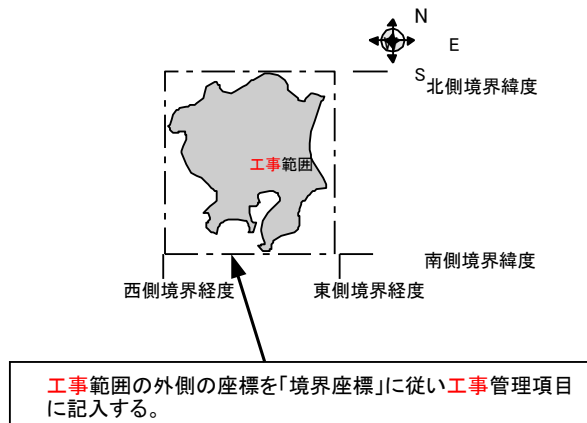 N
E
S
北側境界緯度
工事範囲
南側境界緯度
西側境界経度
東側境界経度
工事範囲の外側の座標を「境界座標」に従い工事管理項目
に記入する。